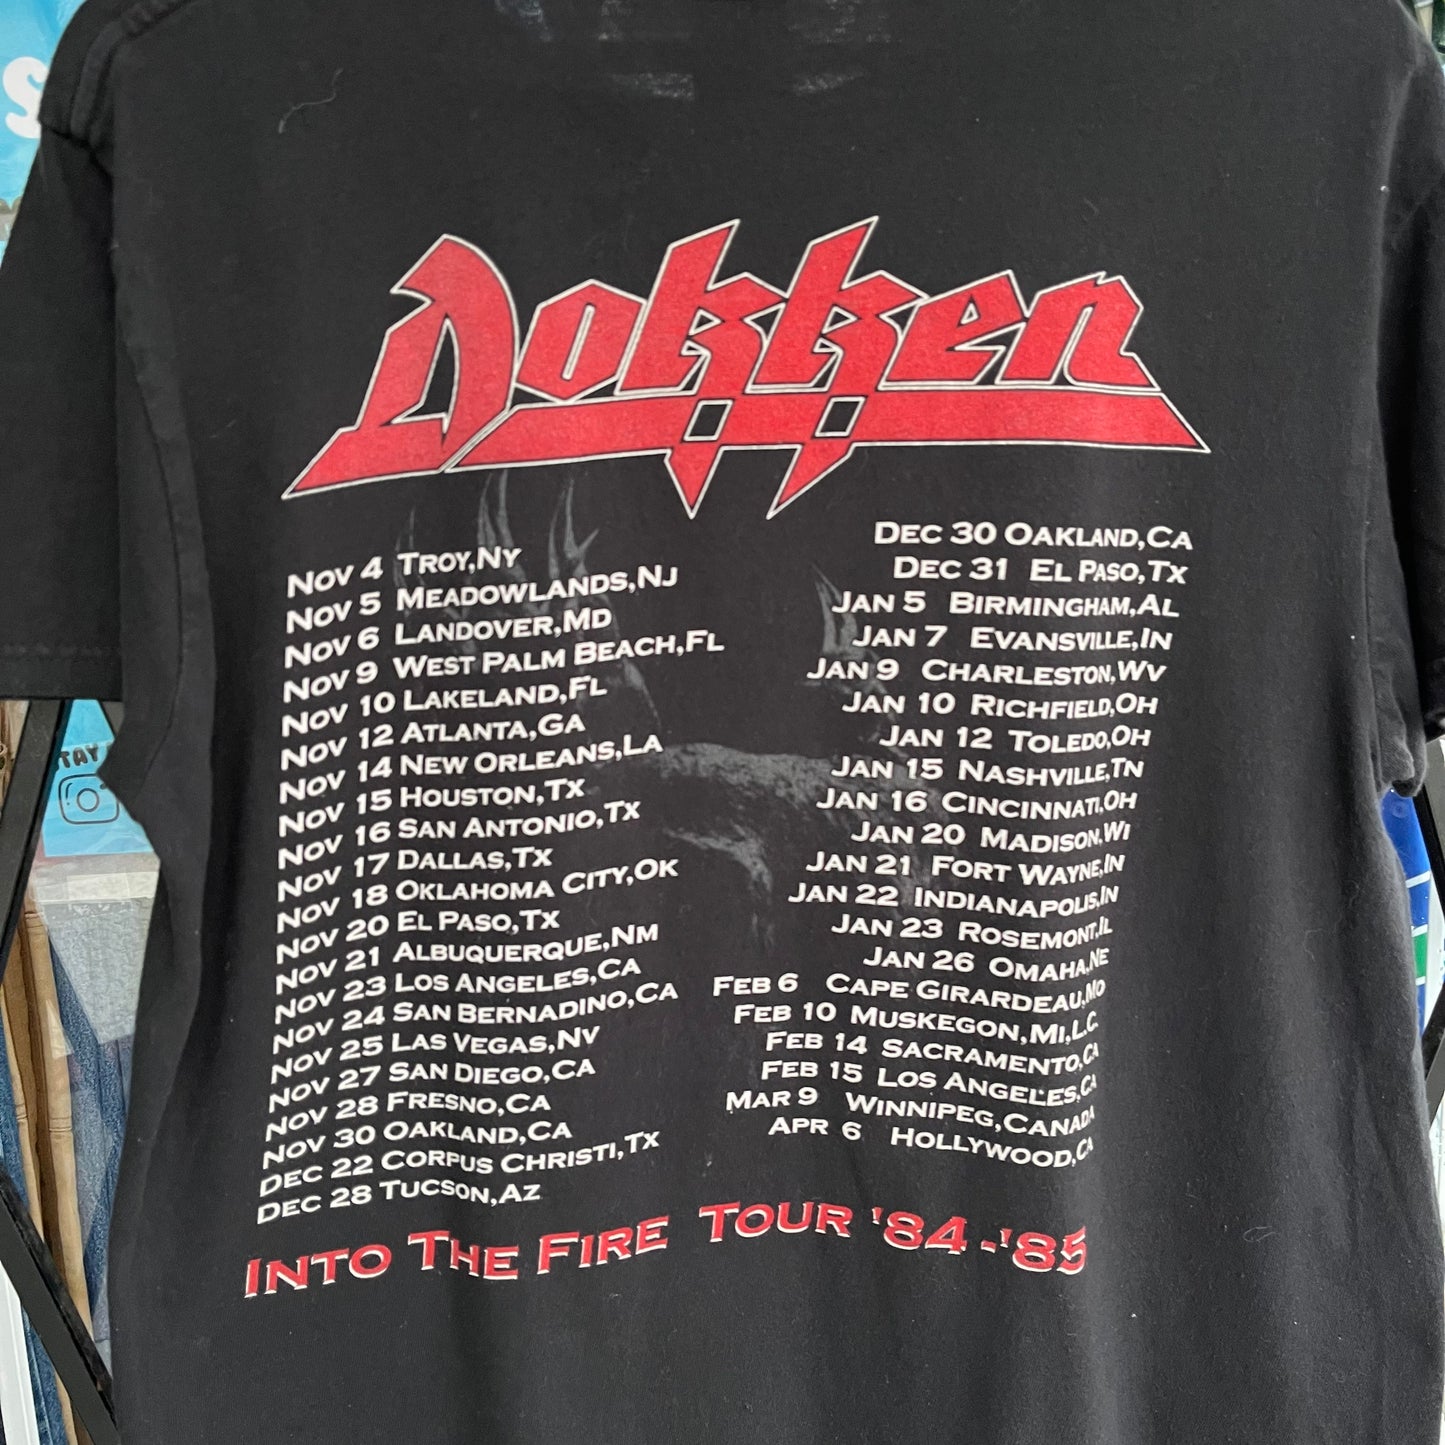 Dokken
Nov 4 Troy,Ny
Nov 5 Meadowlands,NJ
Nov 6 Landover,MD
Nov 9 West Palm Beach,FL
Nov 10 Lakeland,FL
Nov 12 Atlanta,GA
Nov 14 New Orleans,LA
Nov 15 Houston,Tx
Nov 16 San Antonio,Tx
Nov 17 Dallas,Tx
Nov 18 Oklahoma City,OK
Nov 20 El Paso,Tx
Nov 21 Albuquerque,NM
Nov 23 Los Angeles,CA
Nov 24 San Bernadino,CA
Nov 25 Las Vegas,Nv
Nov 27 San Diego,CA
Nov 28 Fresno,CA
Nov 30 Oakland,CA
Dec 22 Corpus Christi,Tx
Dec 28 Tucson,Az
Dec 30 Oakland,Ca
Dec 31 El Paso,Tx
Jan 5 Birmingham,Al
Jan 7 Evansville,In
Jan 9 Charleston,Wv
Jan 10 Richfield,OH
Jan 12 Toledo,OH
Jan 15 Nashville,TN
Jan 16 Cincinnati,OH
Jan 20 Madison,Wi
Jan 21 Fort Wayne,IN
Jan 22 Indianapolis,IN
Jan 23 Rosemont,IL
Jan 26 Omaha,NE
Feb 6 Cape Girardeau,Mo
Feb 10 Muskegon,Mi,L.C.
Feb 14 Sacramento,CA
Feb 15 Los Angeles,CA
Mar 9 Winnipeg,Canada
Apr 6 Hollywood,CA
Into The Fire Tour '84-'85